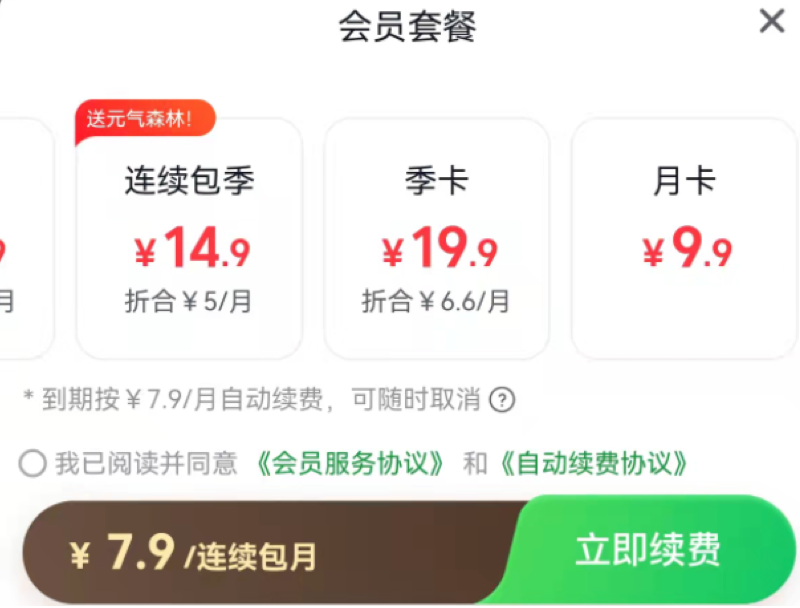 会员套餐
送元气森林!
连续包季
¥14.9
折合¥5/月
季卡
¥19.9
折合¥6.6/月
月卡
¥9.9
9
月
*到期按¥7.9/月自动续费，可随时取消?
我已阅读并同意《会员服务协议》和《自动续费协议》
¥7.9/连续包月
立即续费